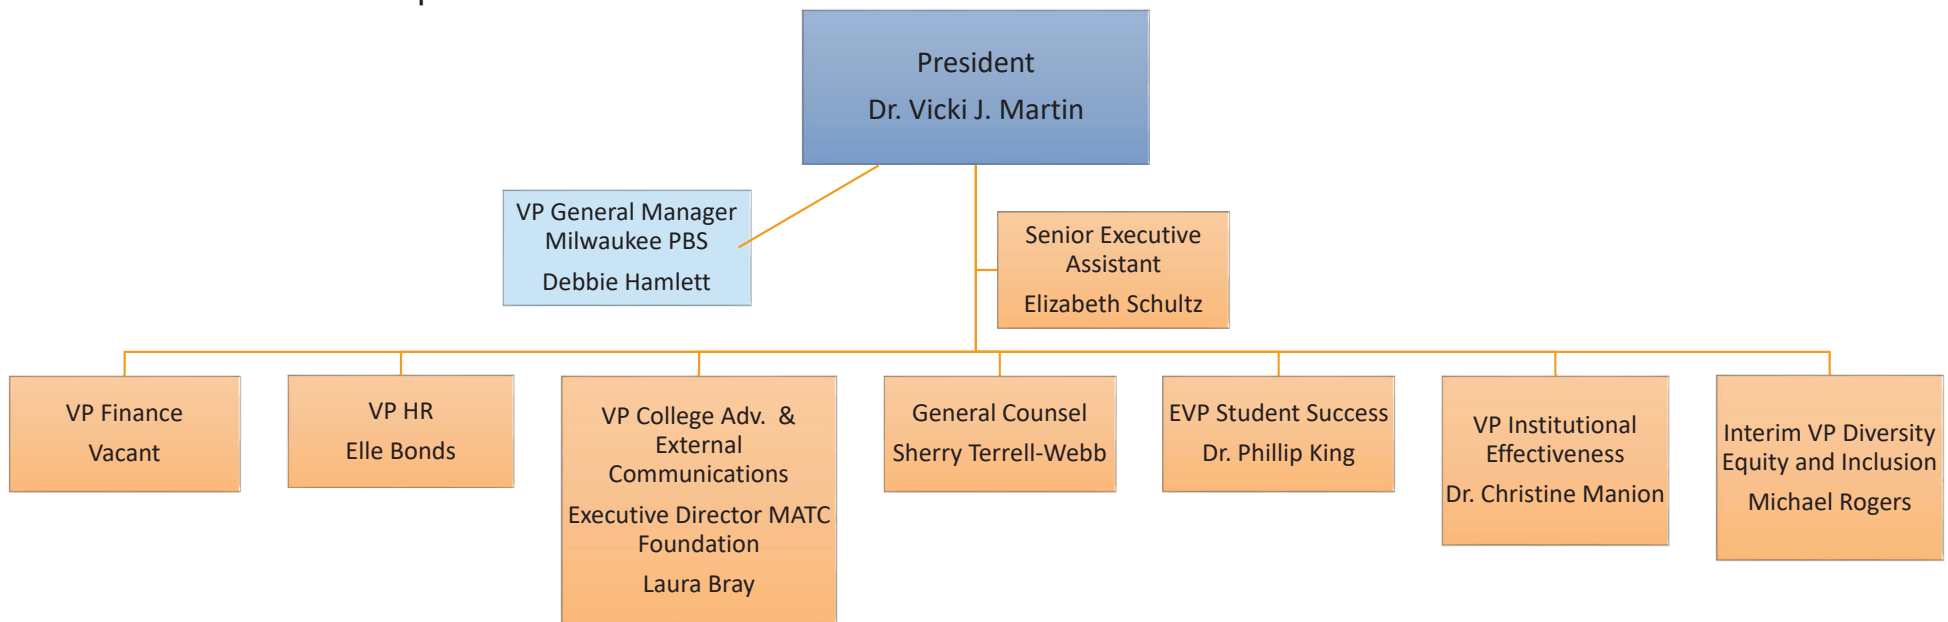 President
Dr. Vicki J. Martin
VP General Manager
Milwaukee PBS
Debbie Hamlett
Senior Executive
Assistant
Elizabeth Schultz
VP Finance
Vacant
VP HR
Elle Bonds
VP College Adv. &
External
Communications
Executive Director MATC
Foundation
Laura Bray
General Counsel
Sherry Terrell-Webb
EVP Student Success
Dr. Phillip King
VP Institutional
Effectiveness
Dr. Christine Manion
Interim VP Diversity
Equity and Inclusion
Michael Rogers